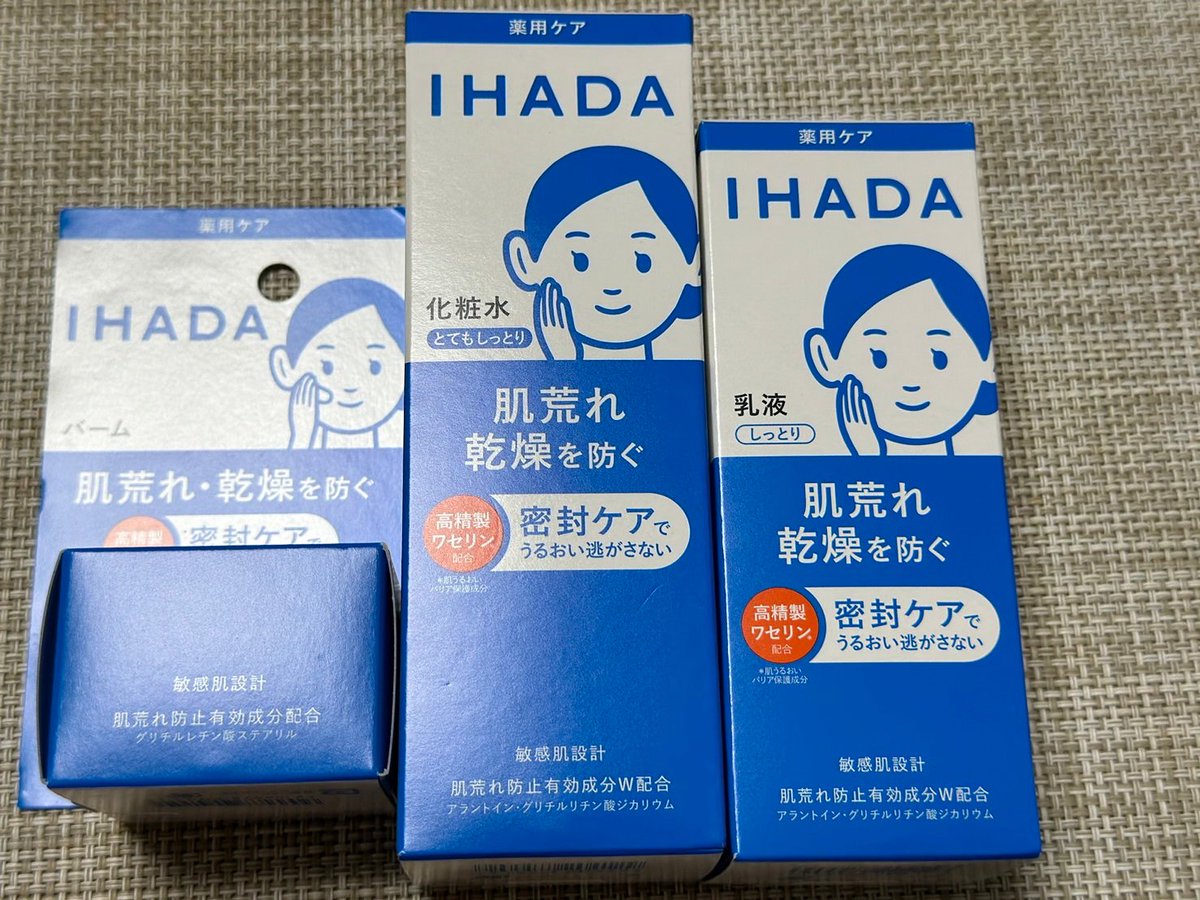 薬用ケア
IHADA
バーム
肌荒れ・乾燥を防ぐ
高精製
密封ケアで
敏感肌設計
肌荒れ防止有効成分配合
グリチルレチン酸ステアリル
薬用ケア
IHADA
化粧水
とてもしっとり
肌荒れ
乾燥を防ぐ
高精製
ワセリン*
配合
密封ケアで
うるおい逃がさない
*肌うるおい
バリア保護成分
敏感肌設計
肌荒れ防止有効成分W配合
アラントイン・グリチルリチン酸ジカリウム
薬用ケア
IHADA
乳液
しっとり
肌荒れ
乾燥を防ぐ
高精製
ワセリン*
配合
密封ケアで
うるおい逃がさない
*肌うるおい
バリア保護成分
敏感肌設計
肌荒れ防止有効成分W配合
アラントイン・グリチルリチン酸ジカリウム